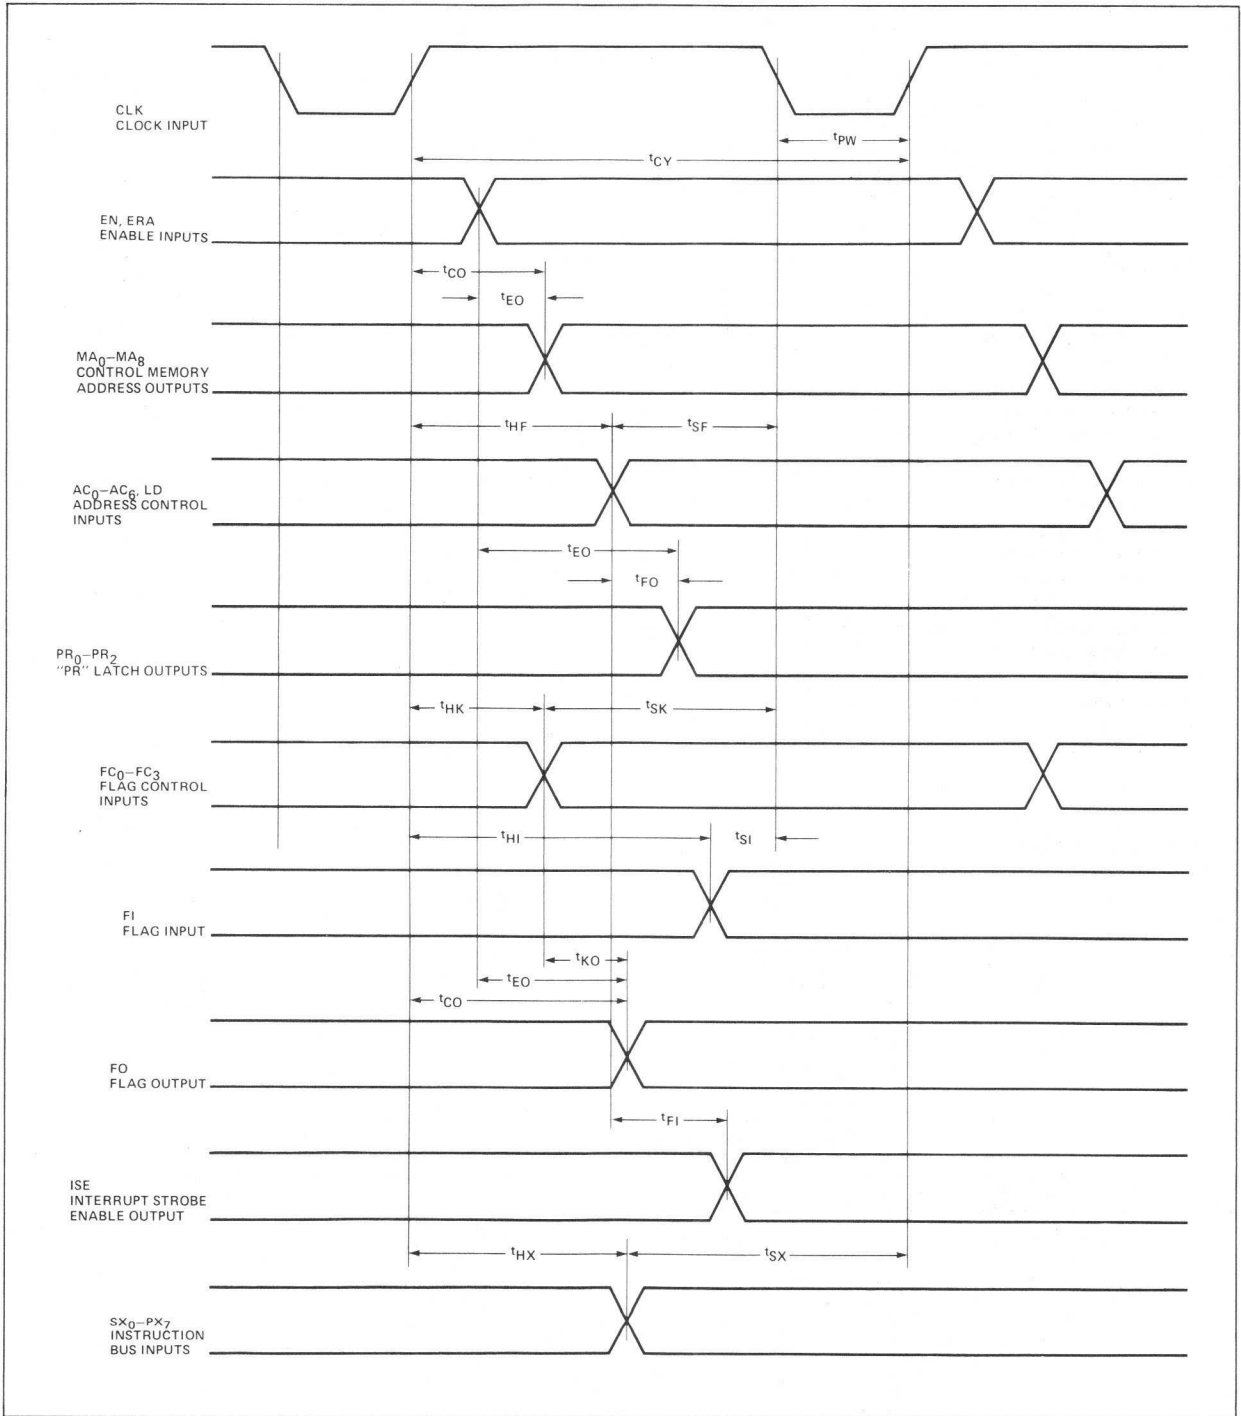 CLK
CLOCK INPUT
tPW
tCY
EN, ERA
ENABLE INPUTS
tCO
tEO
MA0–MA8
CONTROL MEMORY
ADDRESS OUTPUTS
tHF
tSF
AC0–AC6, LD
ADDRESS CONTROL
INPUTS
tEO
tFO
PR0–PR2
"PR" LATCH OUTPUTS
tHK
tSK
FC0–FC3
FLAG CONTROL
INPUTS
tHI
tSI
FI
FLAG INPUT
tKO
tEO
tCO
FO
FLAG OUTPUT
tFI
ISE
INTERRUPT STROBE
ENABLE OUTPUT
tHX
tSX
SX0–PX7
INSTRUCTION
BUS INPUTS